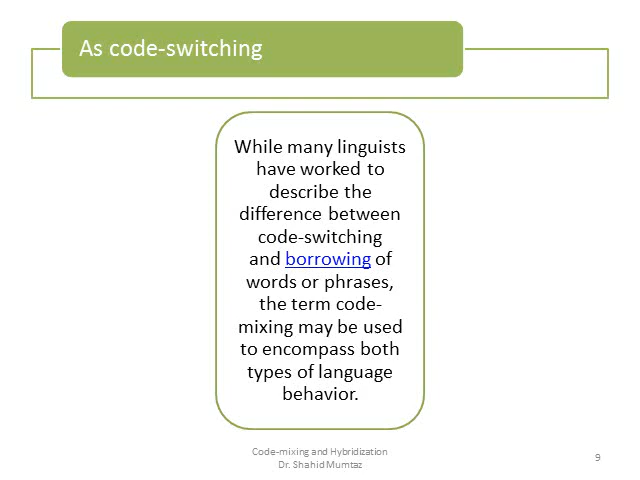 As code-switching
While many linguists
have worked to
describe the
difference between
code-switching
and borrowing of
words or phrases,
the term code-
mixing may be used
to encompass both
types of language
behavior.
Code-mixing and Hybridization
Dr. Shahid Mumtaz
9